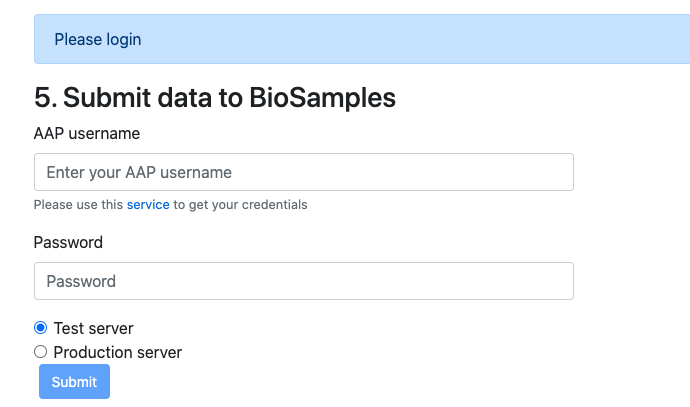 Please login
5. Submit data to BioSamples
AAP username
Enter your AAP username
Please use this service to get your credentials
Password
Password
Test server
Production server
Submit